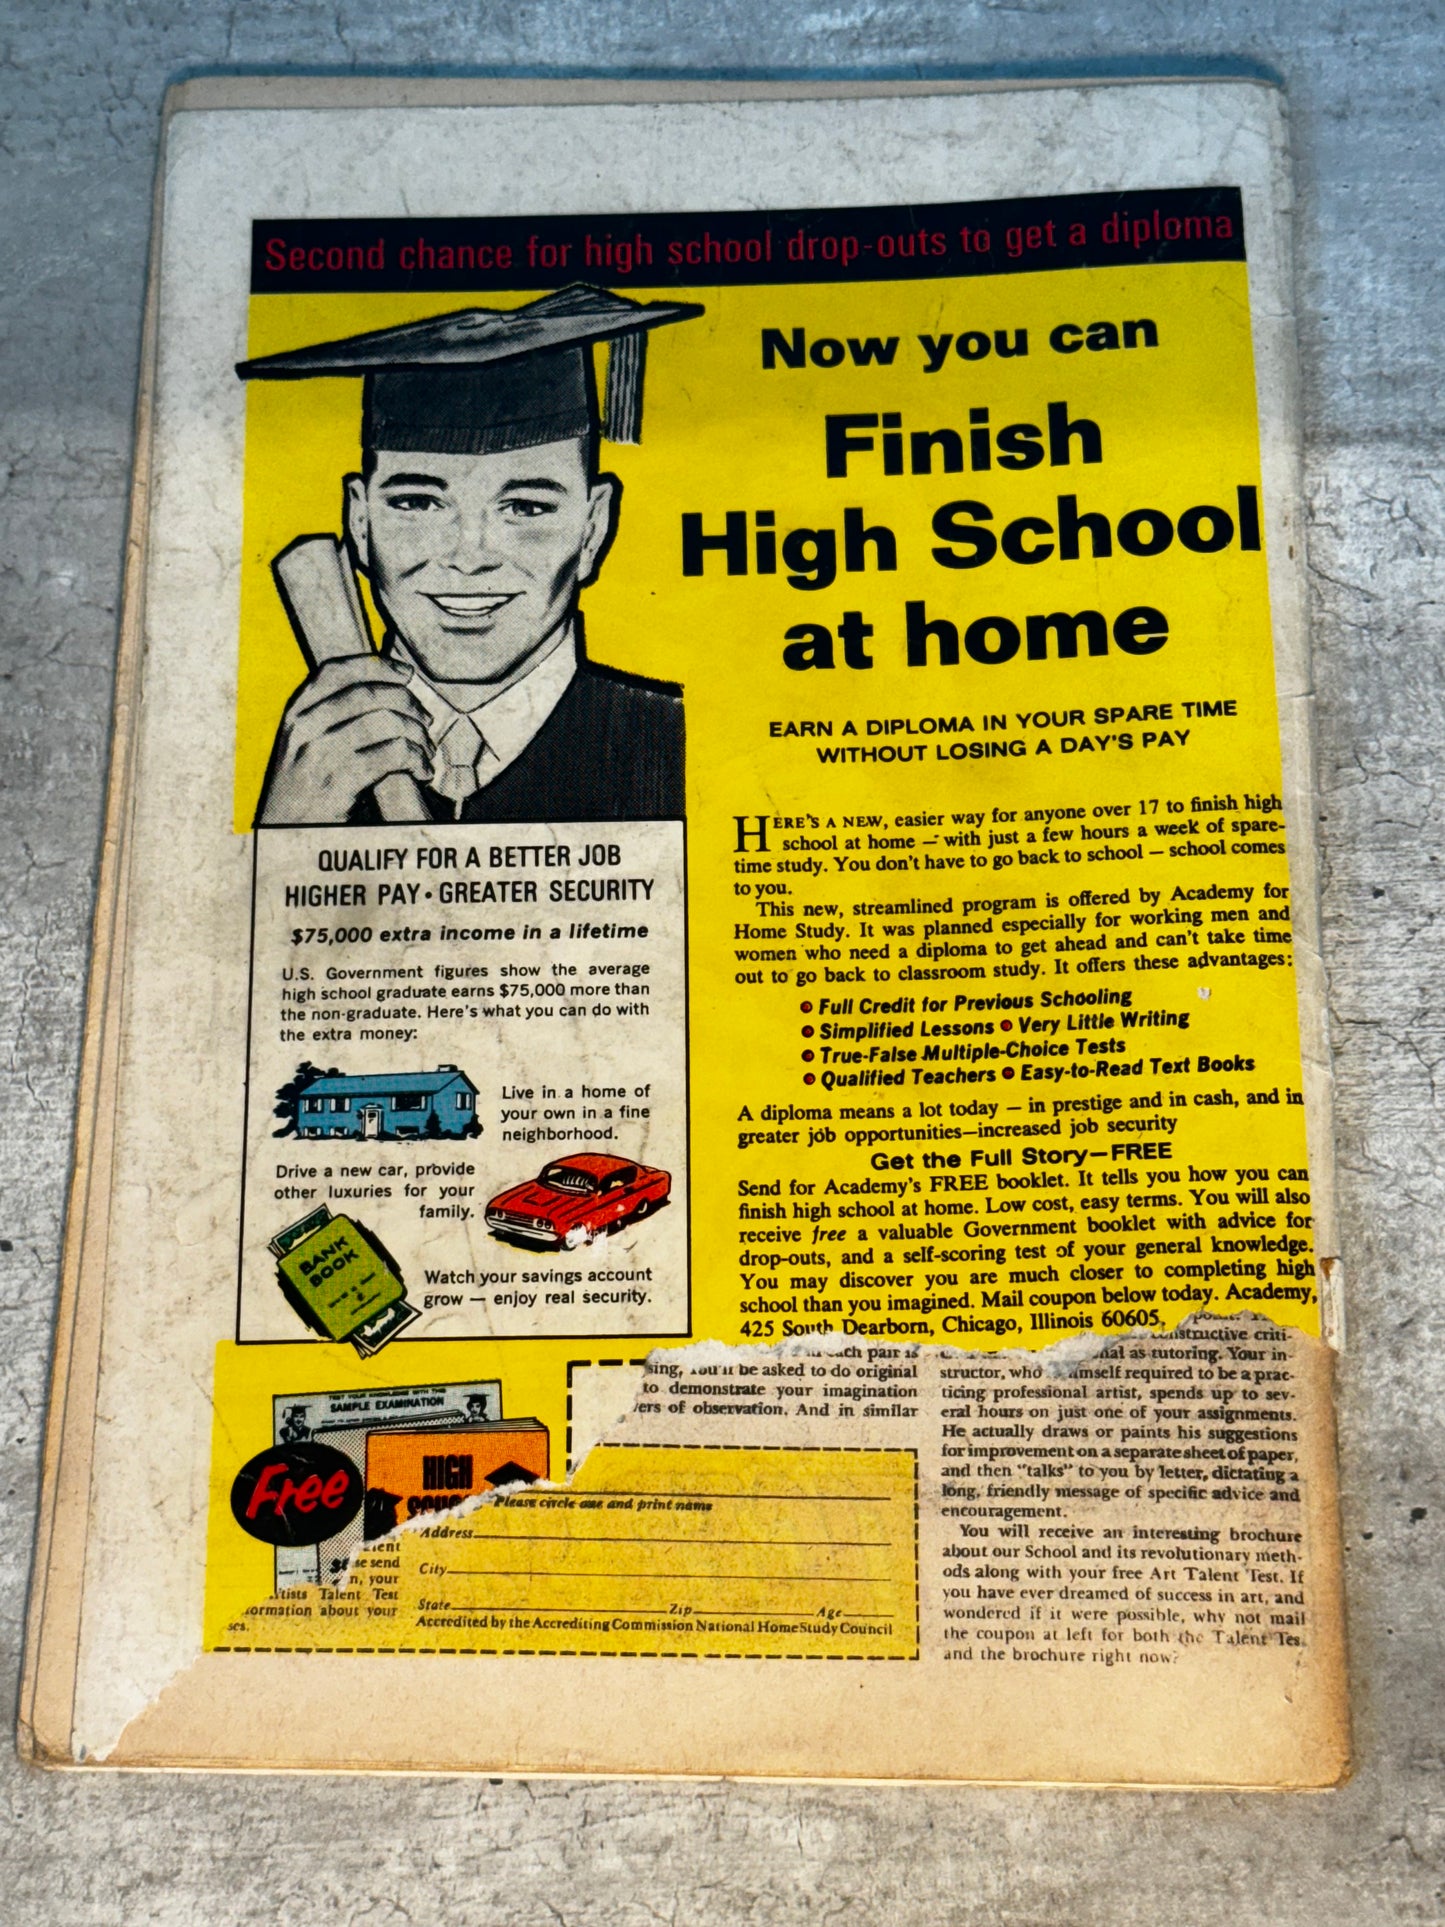 Second chance for high school drop-outs to get a diploma
Now you can
Finish
High School
at home
EARN A DIPLOMA IN YOUR SPARE TIME
WITHOUT LOSING A DAY'S PAY
HERE'S A NEW, easier way for anyone over 17 to finish high
school at home — with just a few hours a week of spare-
time study. You don't have to go back to school — school comes
to you.
This new, streamlined program is offered by Academy for
Home Study. It was planned especially for working men and
women who need a diploma to get ahead and can't take time
out to go back to classroom study. It offers these advantages:
• Full Credit for Previous Schooling
• Simplified Lessons • Very Little Writing
• True-False Multiple-Choice Tests
• Qualified Teachers • Easy-to-Read Text Books
A diploma means a lot today — in prestige and in cash, and in
greater job opportunities—increased job security
Get the Full Story—FREE
Send for Academy's FREE booklet. It tells you how you can
finish high school at home. Low cost, easy terms. You will also
receive free a valuable Government booklet with advice for
drop-outs, and a self-scoring test of your general knowledge.
You may discover you are much closer to completing high
school than you imagined. Mail coupon below today. Academy,
425 South Dearborn, Chicago, Illinois 60605.
QUALIFY FOR A BETTER JOB
HIGHER PAY • GREATER SECURITY
$75,000 extra income in a lifetime
U.S. Government figures show the average
high school graduate earns $75,000 more than
the non-graduate. Here's what you can do with
the extra money:
Live in a home of
your own in a fine
neighborhood.
Drive a new car, provide
other luxuries for your
family.
BANK
BOOK
Watch your savings account
grow — enjoy real security.
TEST YOUR KNOWLEDGE WITH THIS
SAMPLE EXAMINATION
HIGH
Free
pair is
be asked to do original
to demonstrate your imagination
of observation. And in similar
Please circle one and print name
Address
City
State Zip Age
Accredited by the Accrediting Commission National Home Study Council
send
your
Talent Test
about your
criti-
as tutoring. Your in-
structor, who required to be a prac-
ticing professional artist, spends up to sev-
eral hours on just one of your assignments.
He actually draws or paints his suggestions
for improvement on a separate sheet of paper,
and then "talks" to you by letter, dictating a
long, friendly message of specific advice and
encouragement.
You will receive an interesting brochure
about our School and its revolutionary meth-
ods along with your free Art Talent Test. If
you have ever dreamed of success in art, and
wondered if it were possible, why not mail
the coupon at left for both the Talent Tes
and the brochure right now?